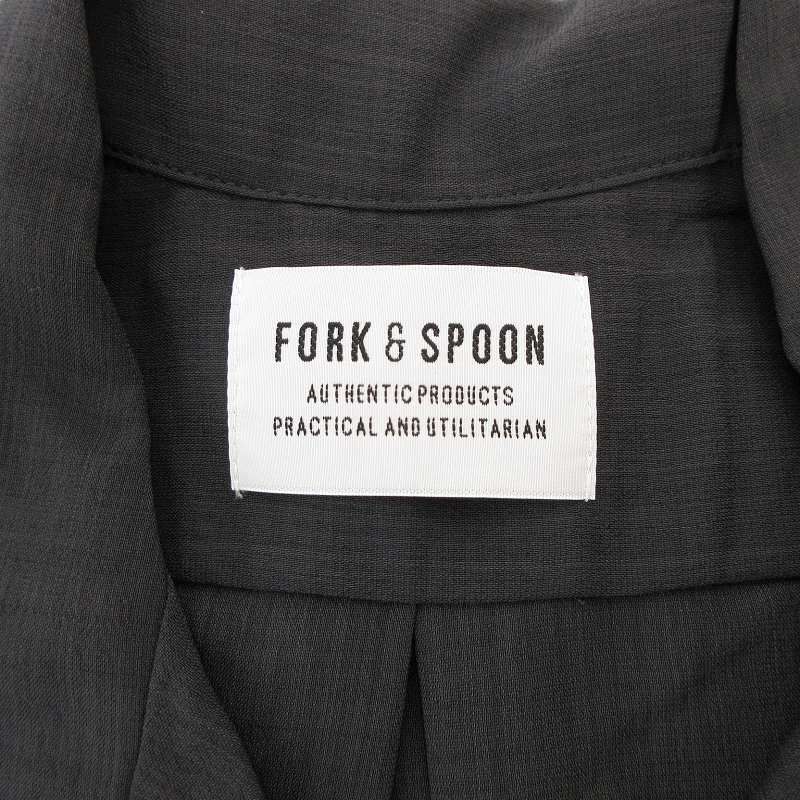 FORK & SPOON
AUTHENTIC PRODUCTS
PRACTICAL AND UTILITARIAN